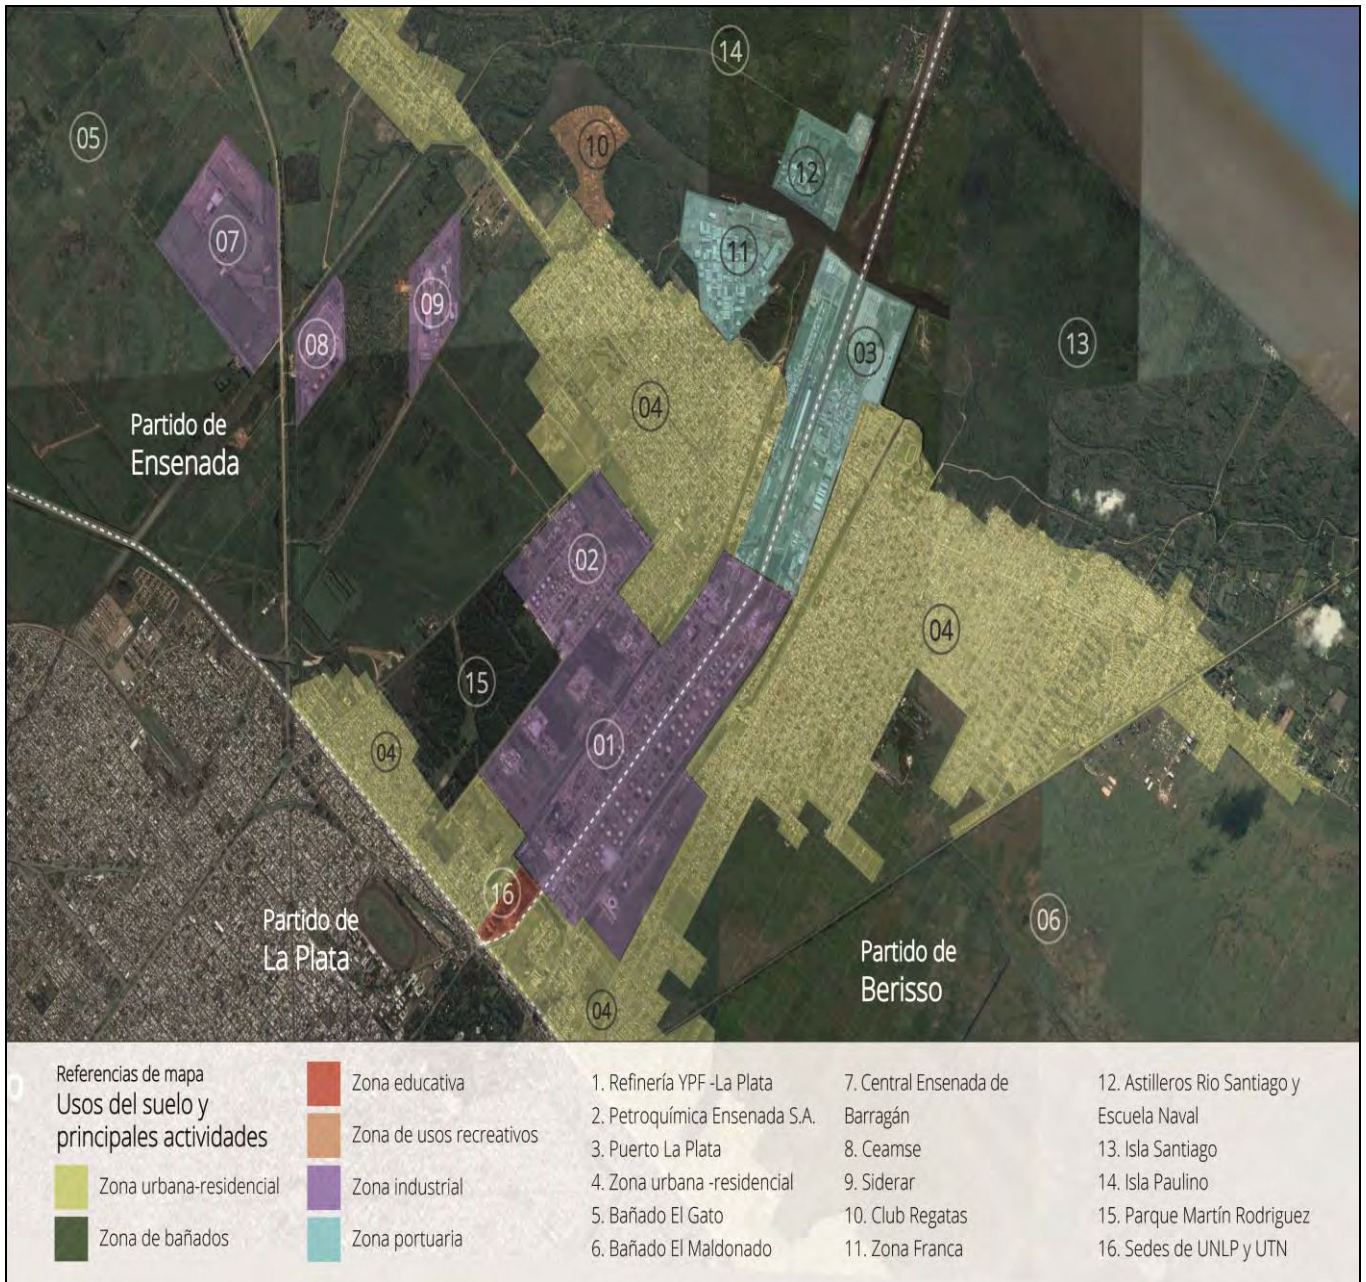 14
05
10
12
07
11
09
08
03
13
04
Partido de
Ensenada
02
04
15
01
04
16
Partido de
La Plata
06
Partido de
Berisso
04
Referencias de mapa
Usos del suelo y
principales actividades
Zona urbana-residencial
Zona de bañados
Zona educativa
Zona de usos recreativos
Zona industrial
Zona portuaria
1. Refinería YPF -La Plata
2. Petroquímica Ensenada S.A.
3. Puerto La Plata
4. Zona urbana -residencial
5. Bañado El Gato
6. Bañado El Maldonado
7. Central Ensenada de
Barragán
8. Ceamse
9. Siderar
10. Club Regatas
11. Zona Franca
12. Astilleros Rio Santiago y
Escuela Naval
13. Isla Santiago
14. Isla Paulino
15. Parque Martín Rodriguez
16. Sedes de UNLP y UTN